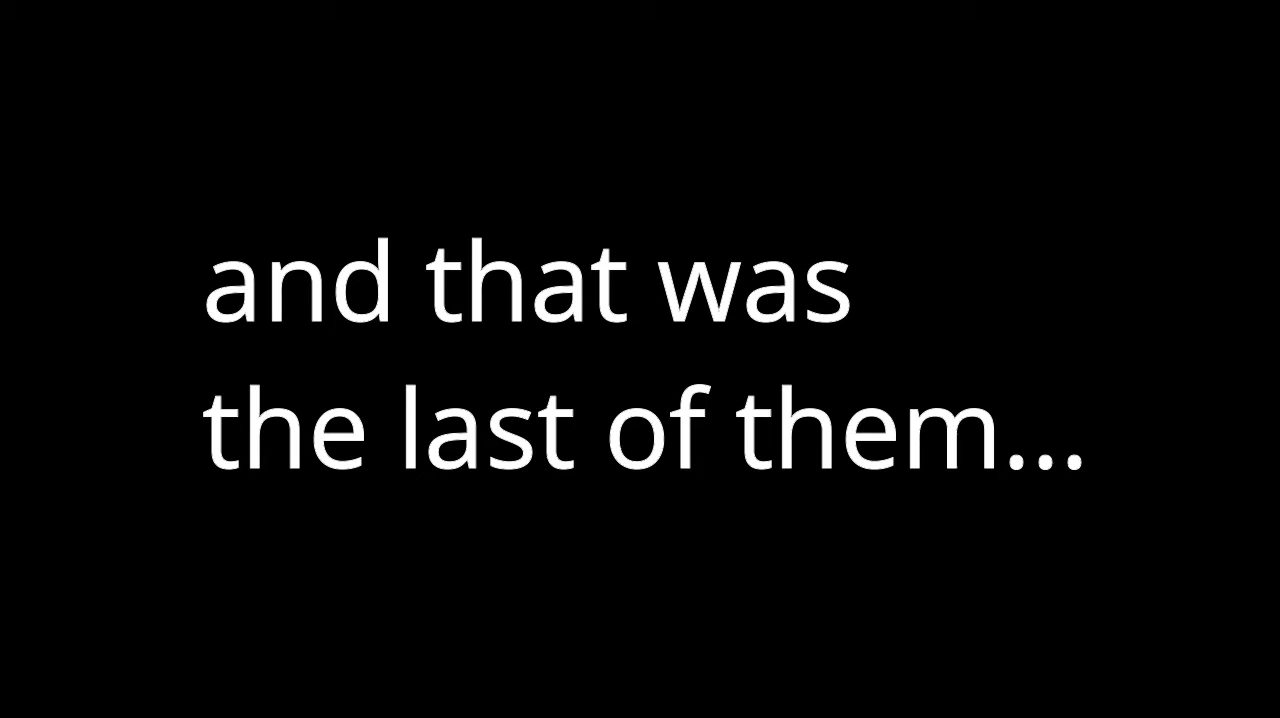 and that was
the last of them...